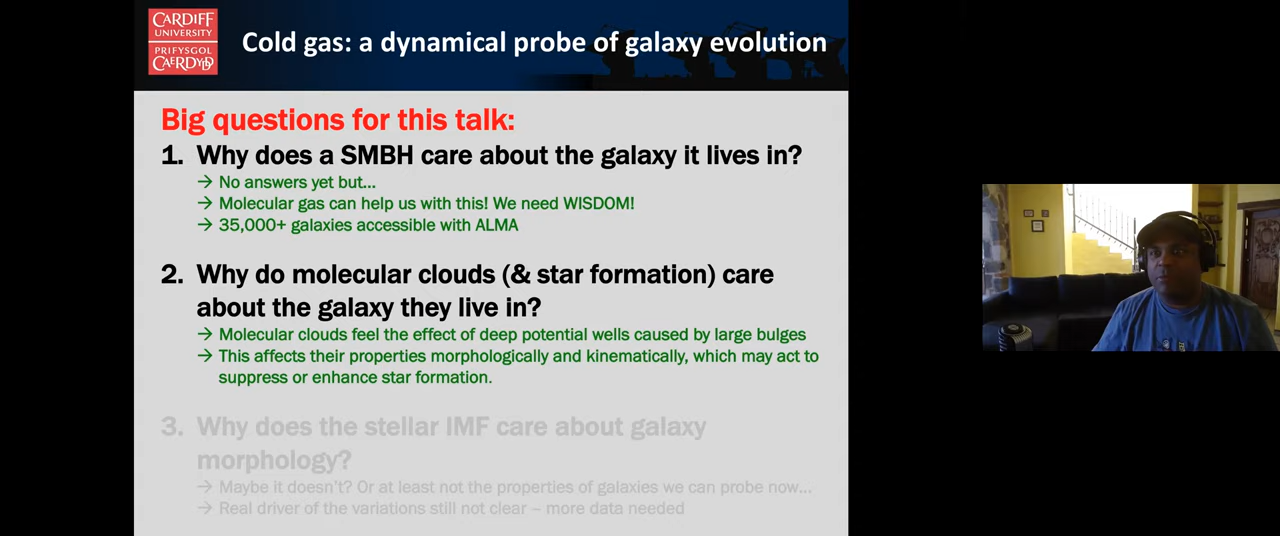 CARDIFF
UNIVERSITY
PRIFYSGOL
CAERDYDD
Cold gas: a dynamical probe of galaxy evolution
Big questions for this talk:
1. Why does a SMBH care about the galaxy it lives in?
→ No answers yet but...
→ Molecular gas can help us with this! We need WISDOM!
→ 35,000+ galaxies accessible with ALMA
2. Why do molecular clouds (& star formation) care
about the galaxy they live in?
→ Molecular clouds feel the effect of deep potential wells caused by large bulges
→ This affects their properties morphologically and kinematically, which may act to
suppress or enhance star formation.
3. Why does the stellar IMF care about galaxy
morphology?
→ Maybe it doesn't? Or at least not the properties of galaxies we can probe now...
→ Real driver of the variations still not clear – more data needed